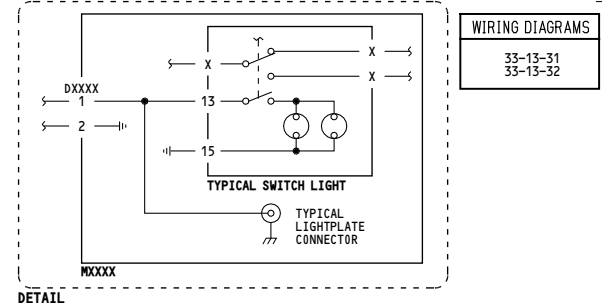 WIRING DIAGRAMS
33-13-31
33-13-32
X
X
X
DXXXX
1
13
2
15
TYPICAL SWITCH LIGHT
TYPICAL
LIGHTPLATE
CONNECTOR
MXXXX
DETAIL